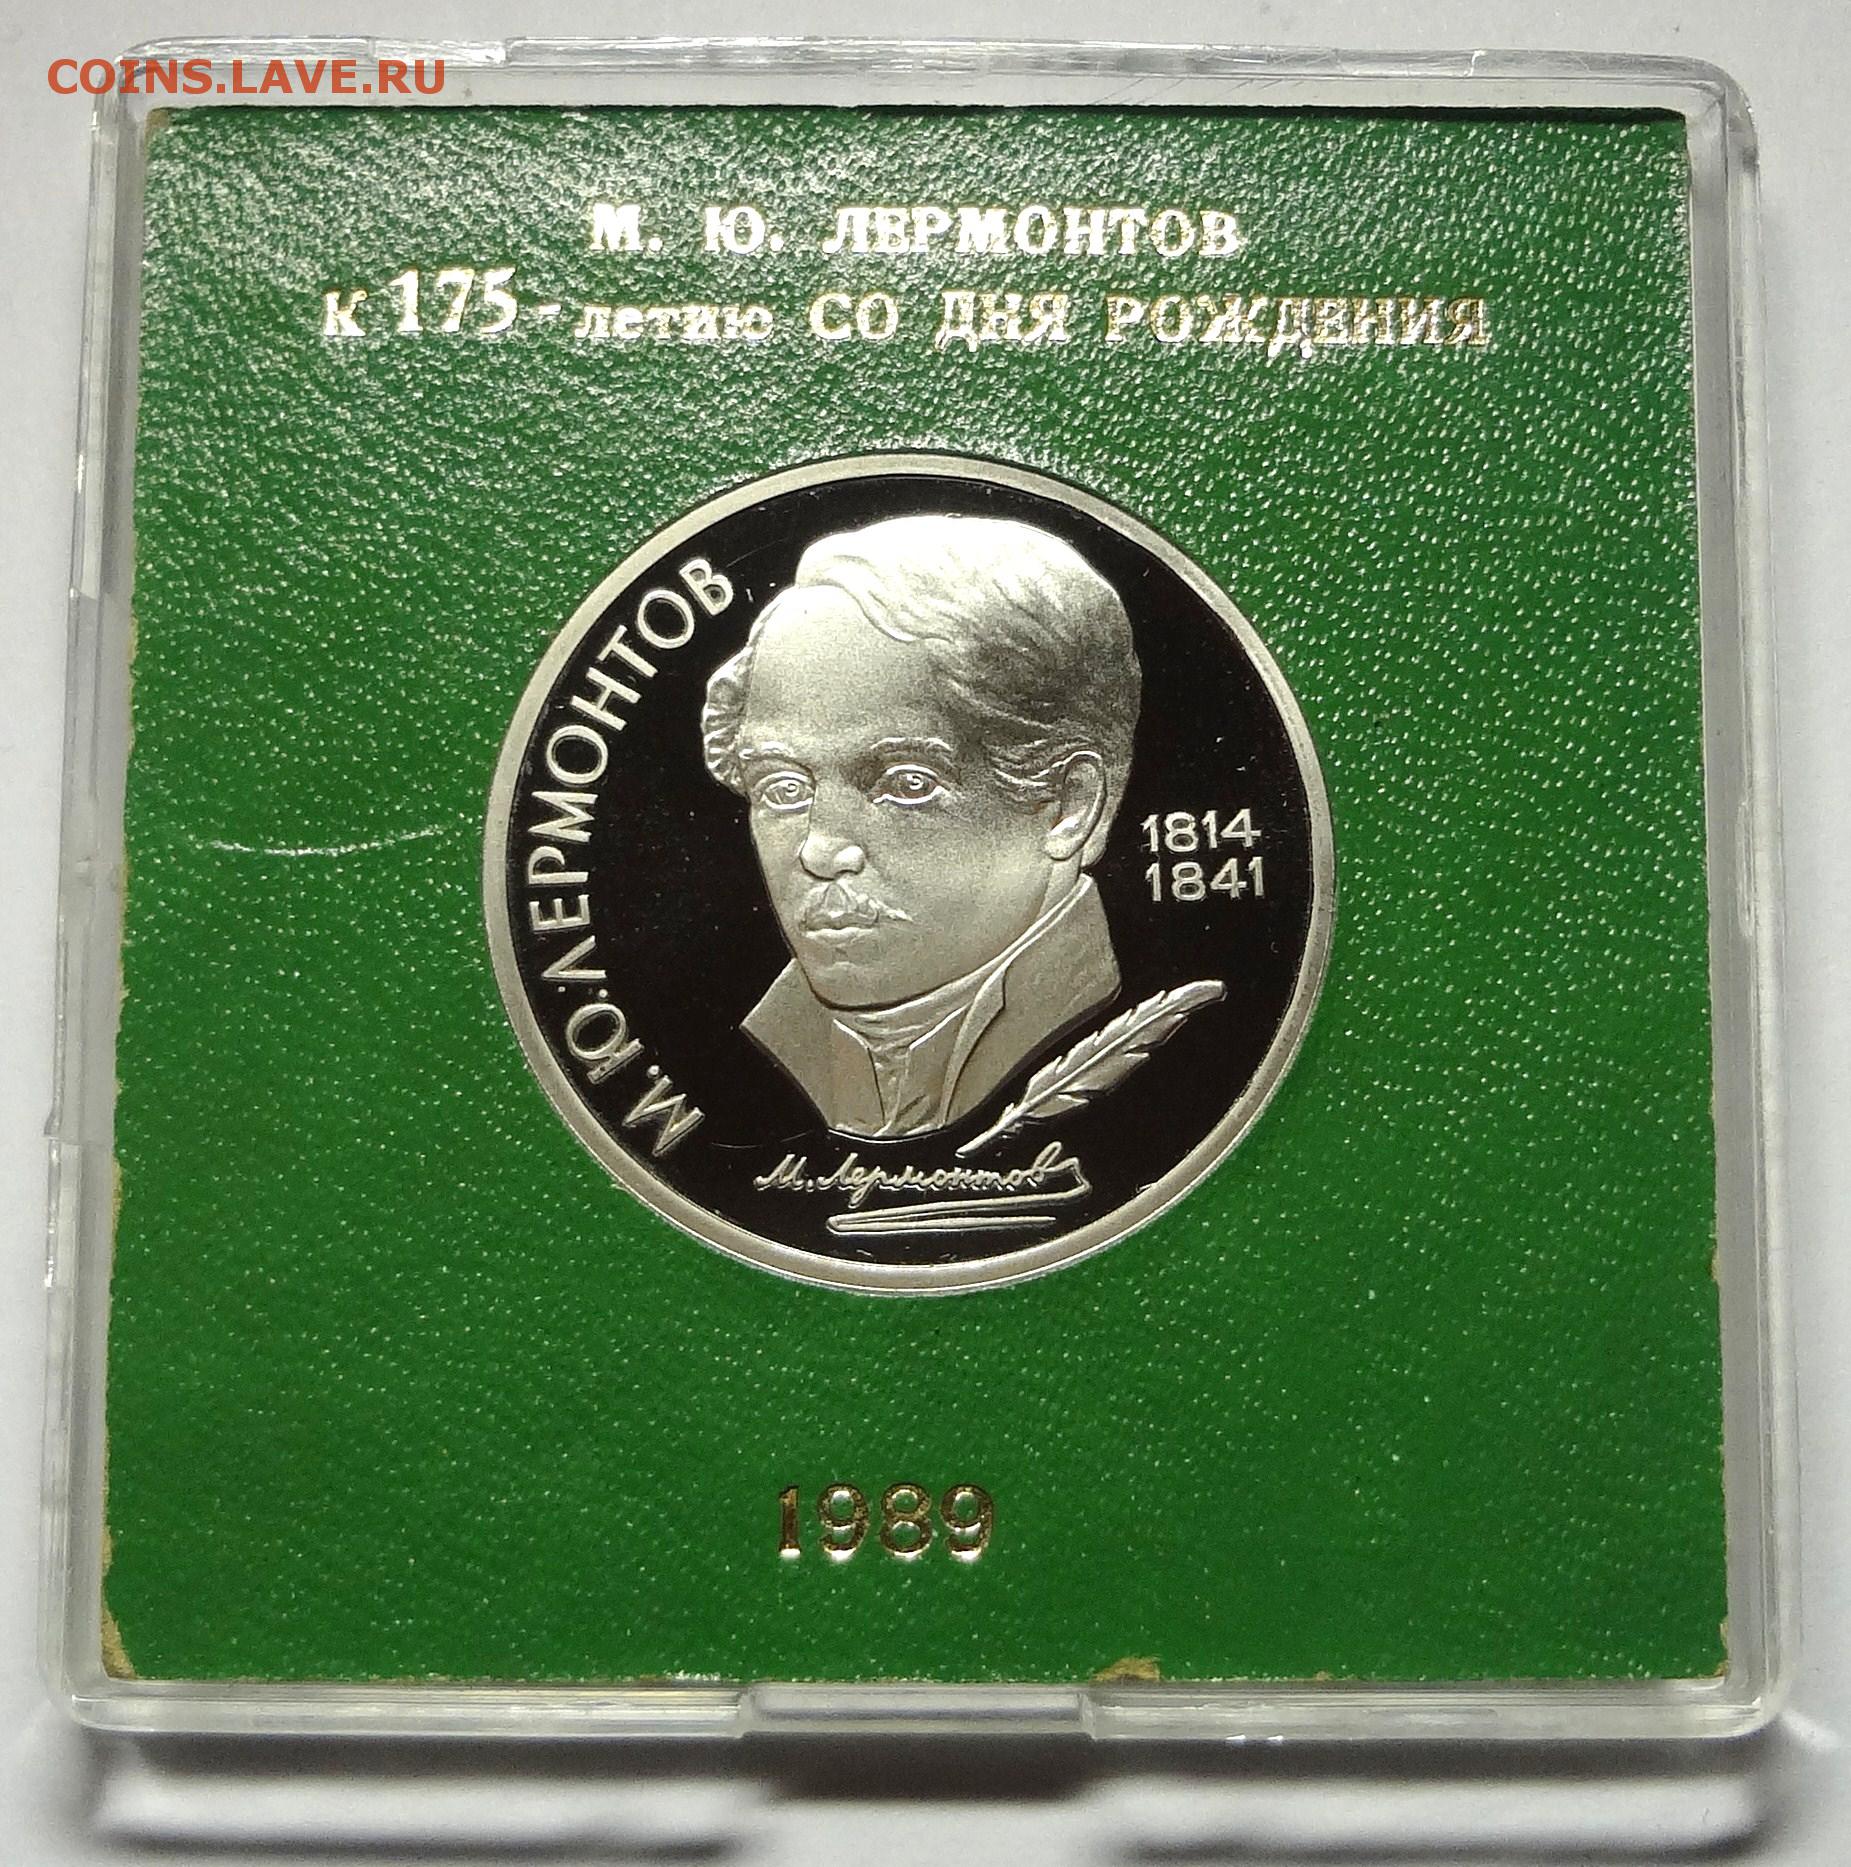 COINS.LAVE.RU
М. Ю. ЛЕРМОНТОВ
К 175-летию СО ДНЯ РОЖДЕНИЯ
М.Ю.ЛЕРМОНТОВ
1814
1841
М. Лермонтов
1989